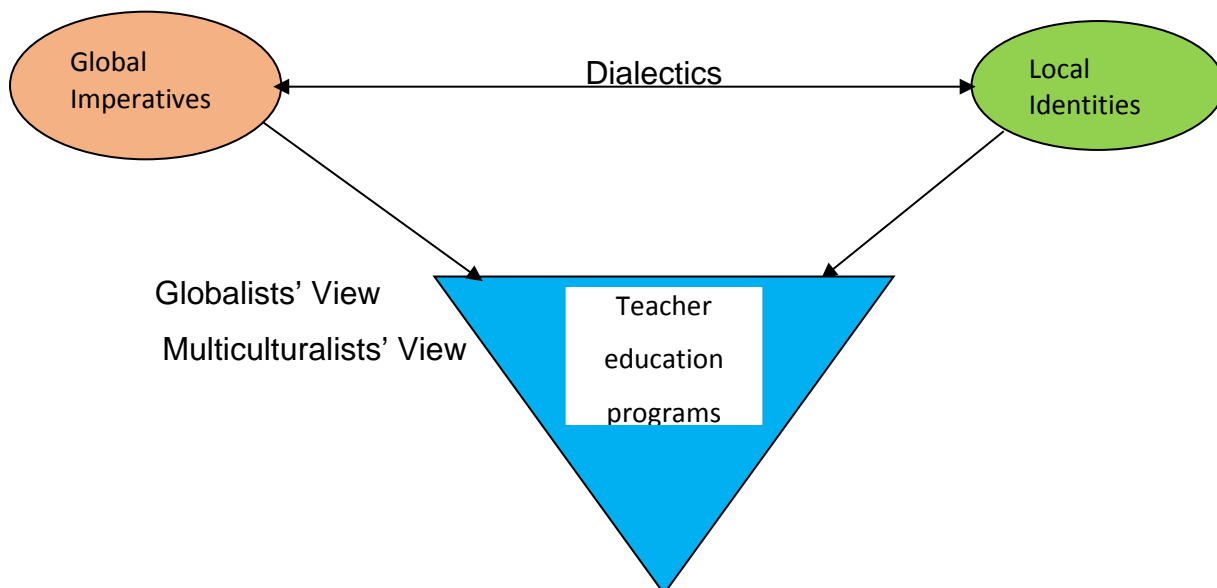 Global
Imperatives
Dialectics
Local
Identities
Globalists’ View
Multiculturalists’ View
Teacher
education
programs